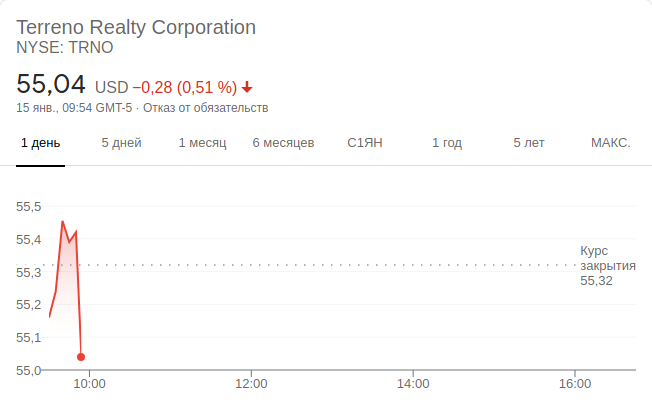 Terreno Realty Corporation
NYSE: TRNO
55,04 USD −0,28 (0,51 %)
15 янв., 09:54 GMT-5 · Отказ от обязательств
1 день 5 дней 1 месяц 6 месяцев С1ЯН 1 год 5 лет МАКС.
55,5
55,4
55,3
55,2
55,1
55,0
Курс
закрытия
55,32
10:00 12:00 14:00 16:00